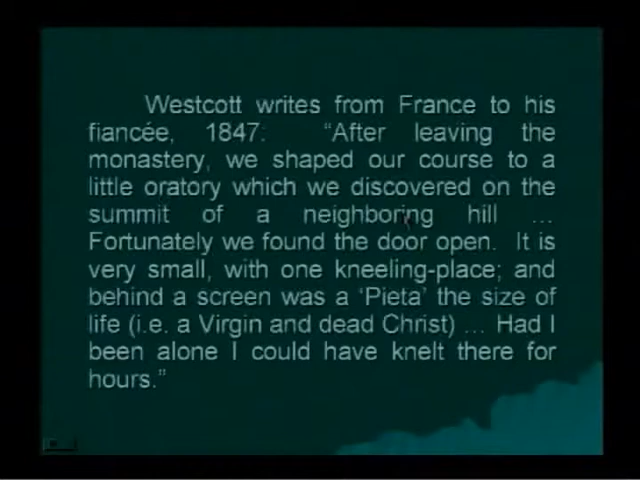 Westcott writes from France to his
fiancée, 1847: “After leaving the
monastery, we shaped our course to a
little oratory which we discovered on the
summit of a neighboring hill ...
Fortunately we found the door open. It is
very small, with one kneeling-place; and
behind a screen was a ‘Pieta’ the size of
life (i.e. a Virgin and dead Christ) ... Had I
been alone I could have knelt there for
hours.”